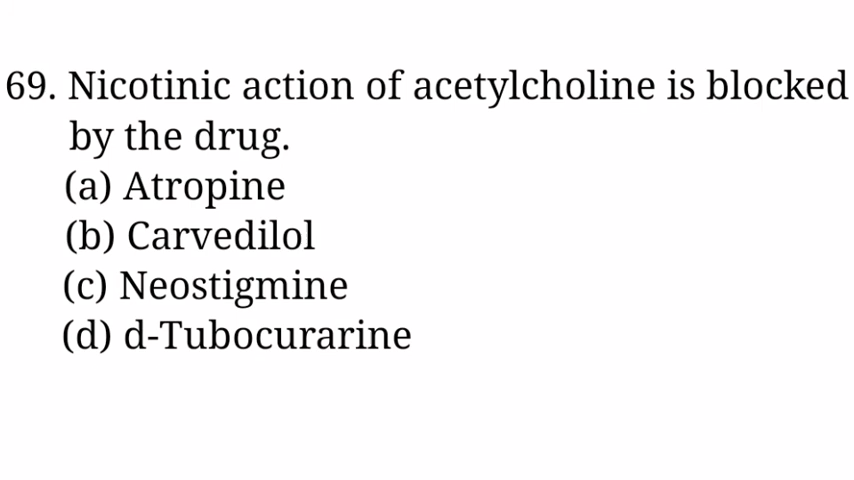 69. Nicotinic action of acetylcholine is blocked
by the drug.
(a) Atropine
(b) Carvedilol
(c) Neostigmine
(d) d-Tubocurarine